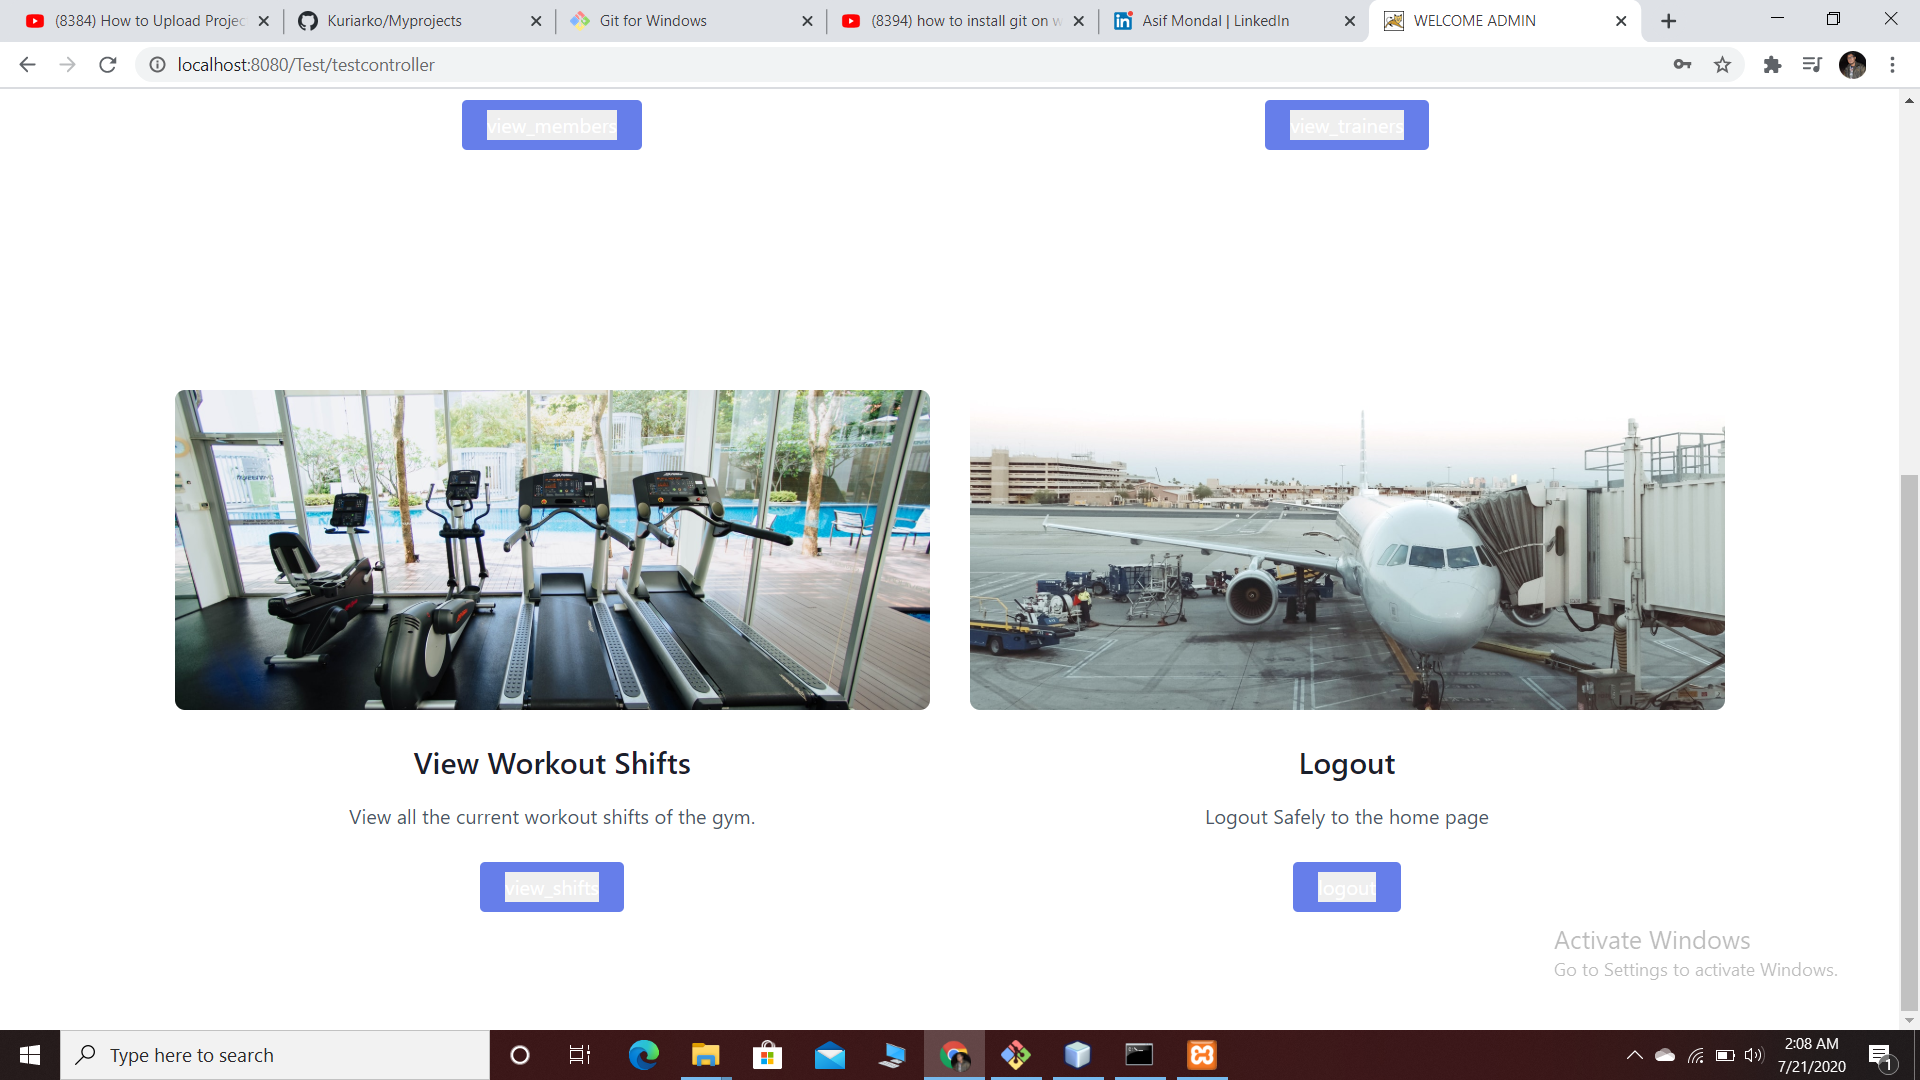 (8384) How to Upload Projec
Kuriarko/Myprojects
Git for Windows
(8394) how to install git on w
Asif Mondal | LinkedIn
WELCOME ADMIN
localhost:8080/Test/testcontroller
view_members
view_trainers
View Workout Shifts
View all the current workout shifts of the gym.
view_shifts
Logout
Logout Safely to the home page
logout
Activate Windows
Go to Settings to activate Windows.
Type here to search
2:08 AM
7/21/2020
1